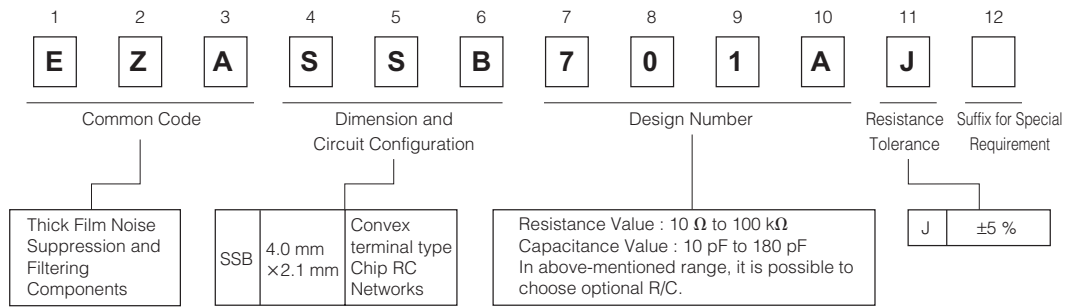 1 2 3 4 5 6 7 8 9 10 11 12
E Z A S S B 7 0 1 A J
Common Code
Dimension and
Circuit Configuration
Design Number
Resistance
Tolerance
Suffix for Special
Requirement
Thick Film Noise
Suppression and
Filtering
Components
SSB
4.0 mm
×2.1 mm
Convex
terminal type
Chip RC
Networks
Resistance Value : 10 Ω to 100 kΩ
Capacitance Value : 10 pF to 180 pF
In above-mentioned range, it is possible to
choose optional R/C.
J ±5 %